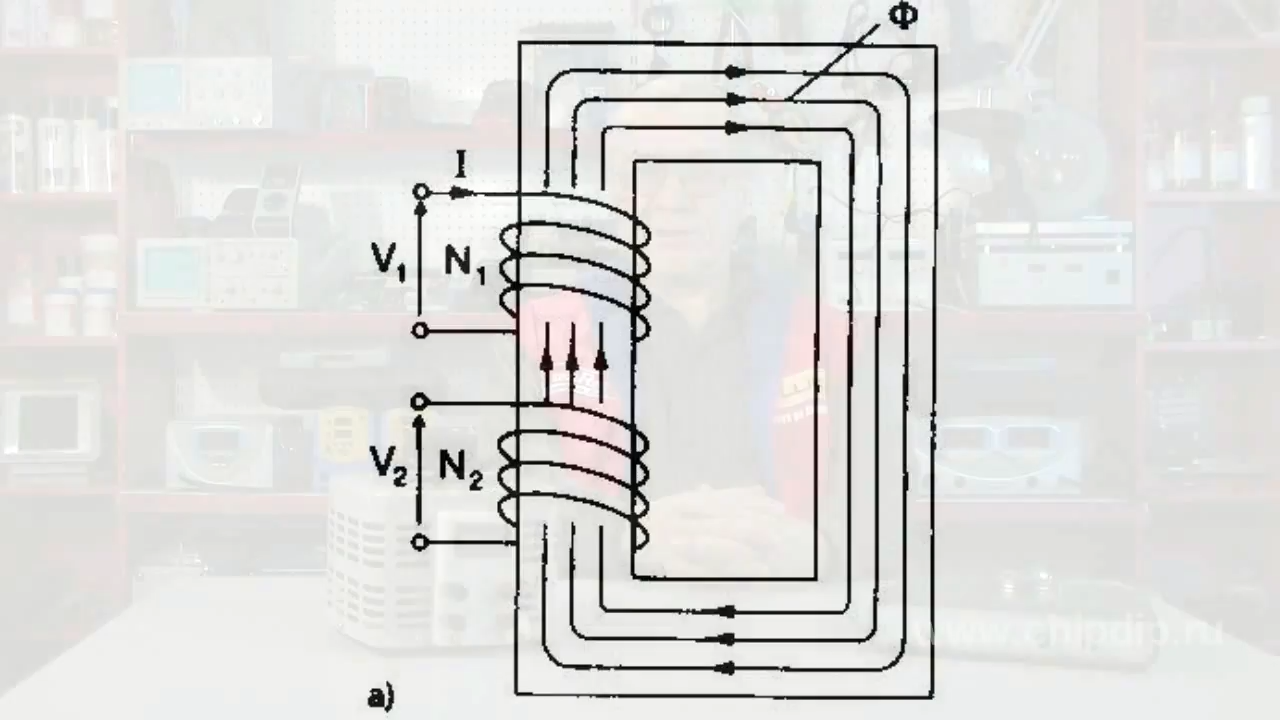 Φ
I
V₁ N₁
V₂ N₂
www.chipdip.ru
a)